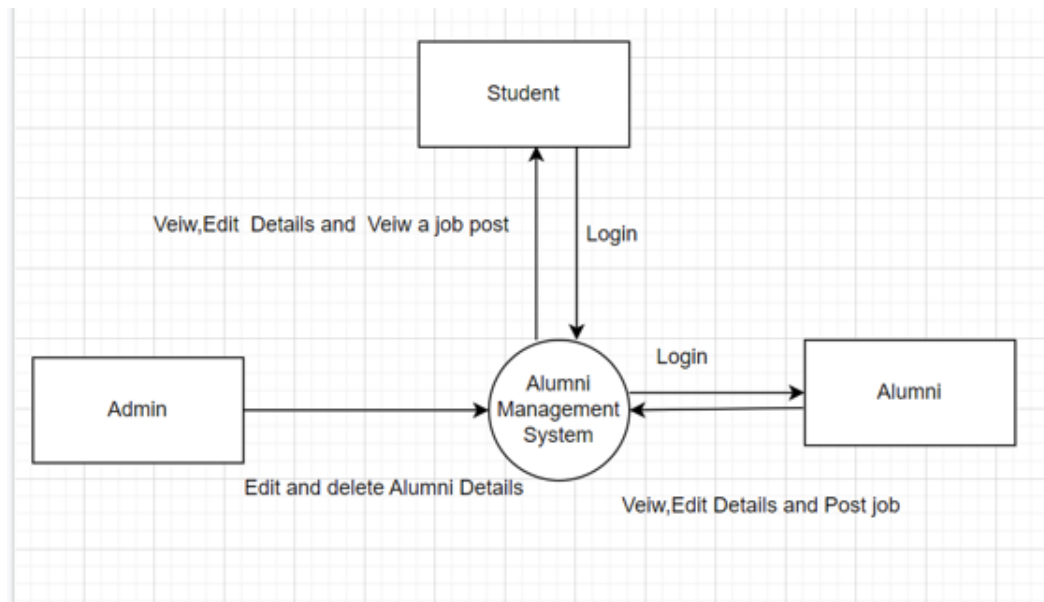 Student
Veiw,Edit Details and Veiw a job post
Login
Login
Admin
Alumni
Management
System
Alumni
Edit and delete Alumni Details
Veiw,Edit Details and Post job